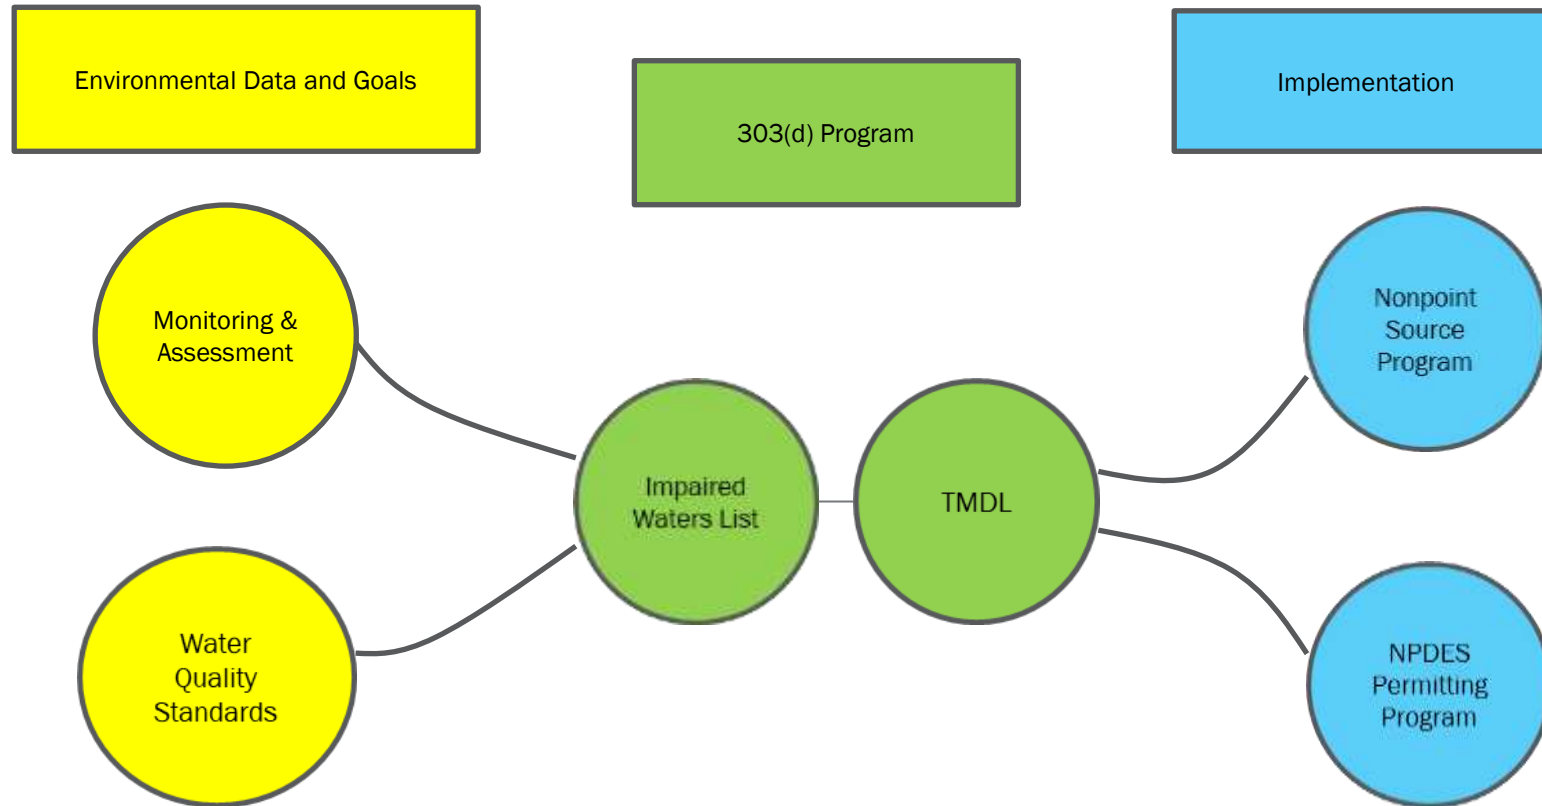 Environmental Data and Goals
303(d) Program
Implementation
Monitoring &
Assessment
Water
Quality
Standards
Impaired
Waters List
TMDL
Nonpoint
Source
Program
NPDES
Permitting
Program